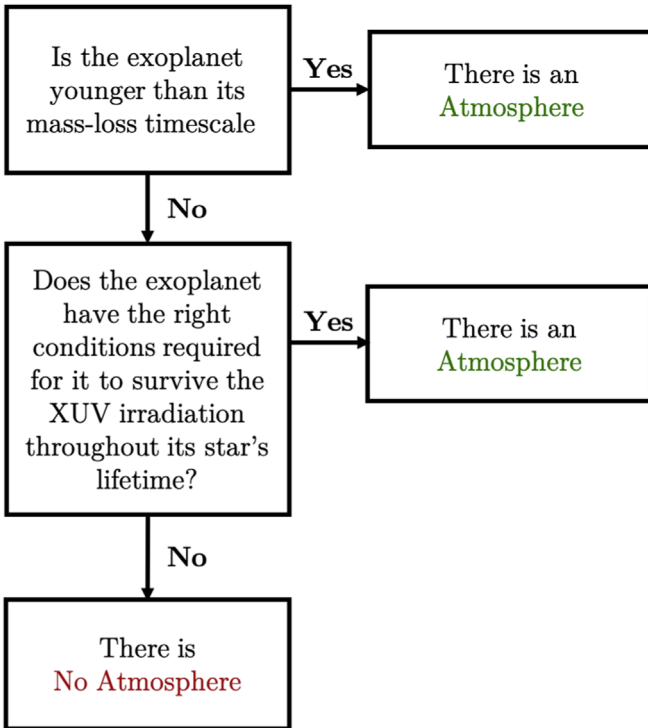 Is the exoplanet
younger than its
mass-loss timescale
Yes
There is an
Atmosphere
No
Does the exoplanet
have the right
conditions required
for it to survive the
XUV irradiation
throughout its star's
lifetime?
Yes
There is an
Atmosphere
No
There is
No Atmosphere